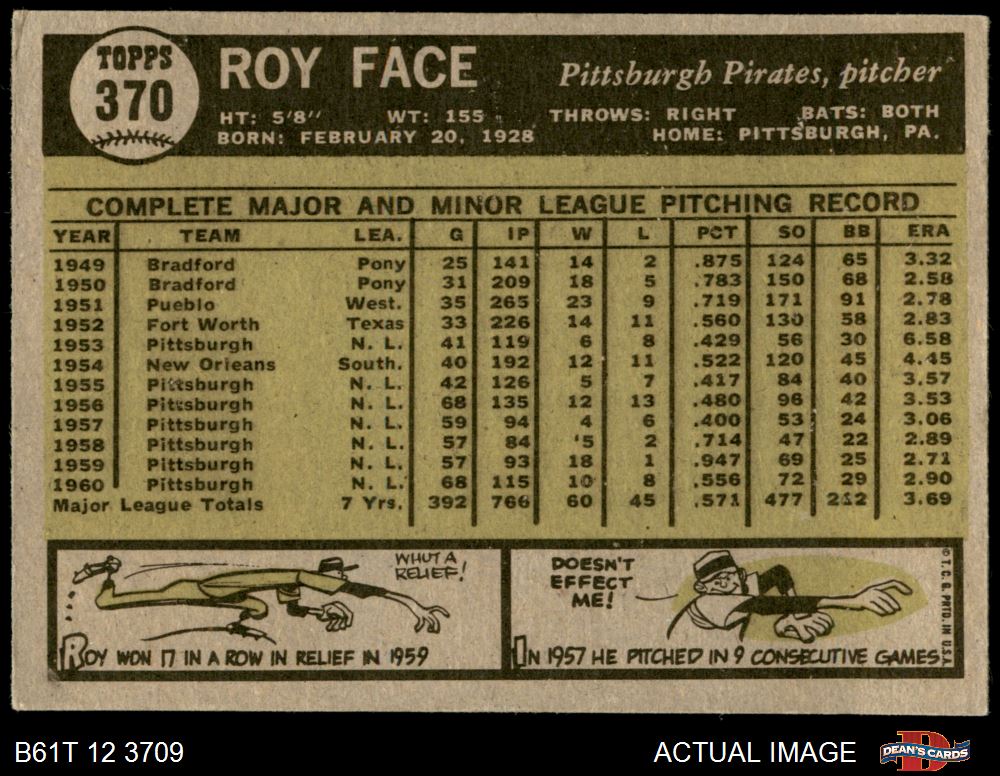 TOPPS
370
ROY FACE
Pittsburgh Pirates, pitcher
HT: 5'8" WT: 155 THROWS: RIGHT BATS: BOTH
BORN: FEBRUARY 20, 1928 HOME: PITTSBURGH, PA.
COMPLETE MAJOR AND MINOR LEAGUE PITCHING RECORD
YEAR TEAM LEA. G IP W L PCT SO BB ERA
1949 Bradford Pony 25 141 14 2 .875 124 65 3.32
1950 Bradford Pony 31 209 18 5 .783 150 68 2.58
1951 Pueblo West. 35 265 23 9 .719 171 91 2.78
1952 Fort Worth Texas 33 226 14 11 .560 130 58 2.83
1953 Pittsburgh N. L. 41 119 6 8 .429 56 30 6.58
1954 New Orleans South. 40 192 12 11 .522 120 45 4.45
1955 Pittsburgh N. L. 42 126 5 7 .417 84 40 3.57
1956 Pittsburgh N. L. 68 135 12 13 .480 96 42 3.53
1957 Pittsburgh N. L. 59 94 4 6 .400 53 24 3.06
1958 Pittsburgh N. L. 57 84 5 2 .714 47 22 2.89
1959 Pittsburgh N. L. 57 93 18 1 .947 69 25 2.71
1960 Pittsburgh N. L. 68 115 10 8 .556 72 29 2.90
Major League Totals 7 Yrs. 392 766 60 45 .571 477 212 3.69
WHUT A
RELIEF!
ROY WON 17 IN A ROW IN RELIEF IN 1959
DOESN'T
EFFECT
ME!
IN 1957 HE PITCHED IN 9 CONSECUTIVE GAMES
© T. C. G. PRTD. IN U.S.A.
B61T 12 3709
ACTUAL IMAGE
DEAN'S CARDS